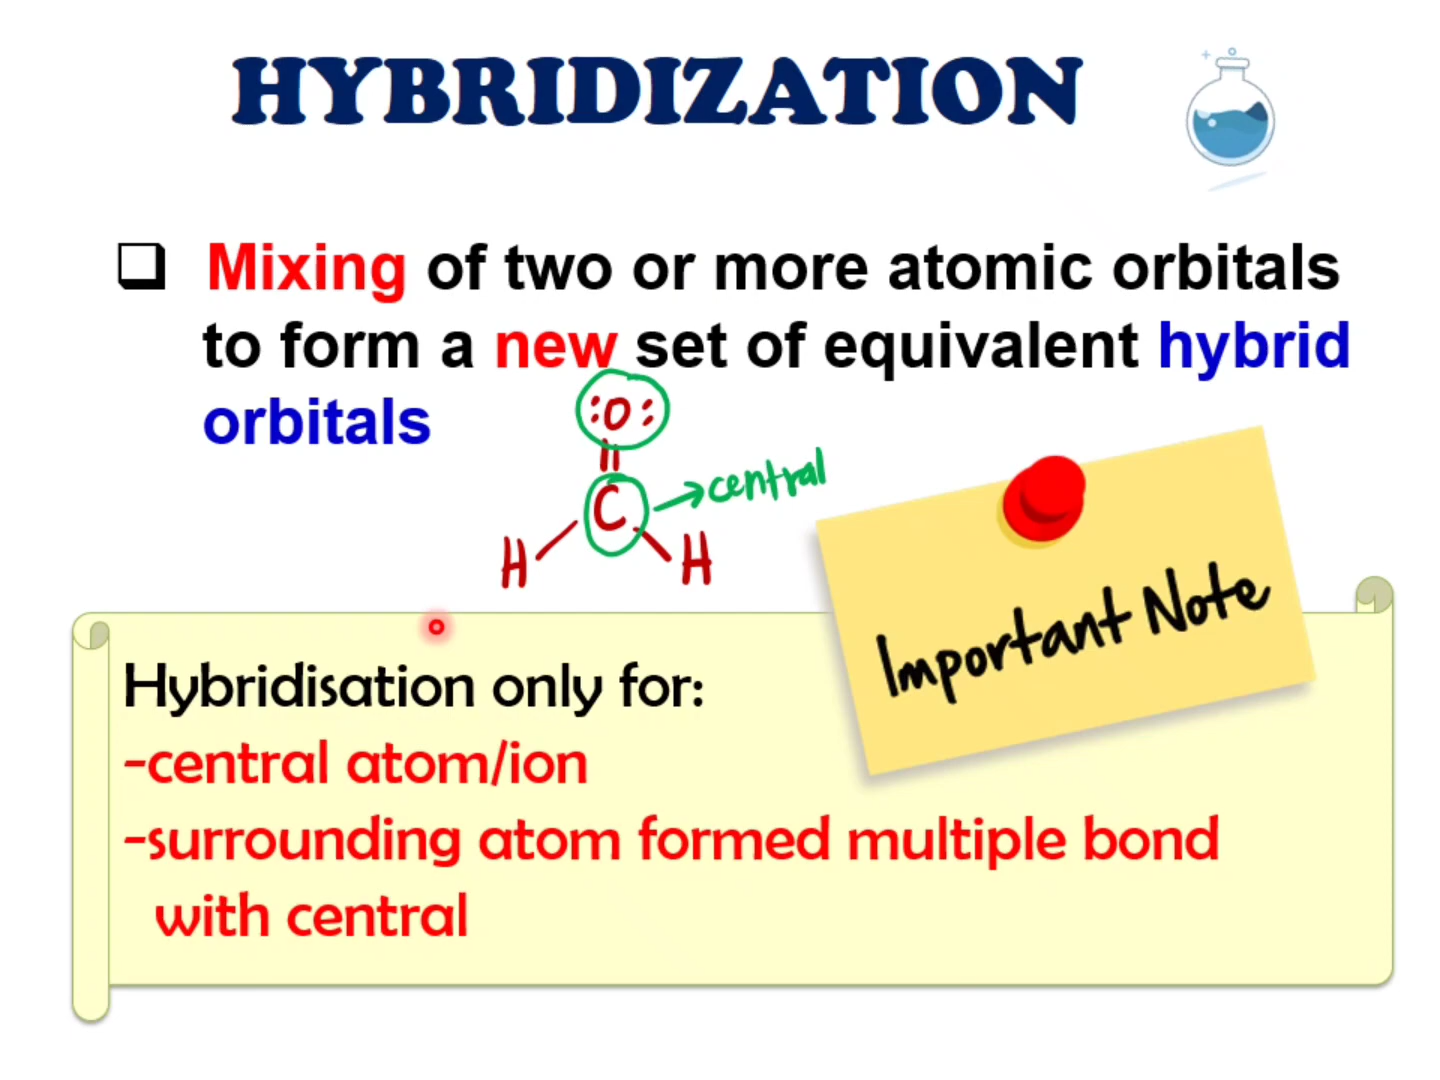 HYBRIDIZATION
❑ Mixing of two or more atomic orbitals
to form a new set of equivalent hybrid
orbitals
:O:
C → central
H H
Important Note
Hybridisation only for:
-central atom/ion
-surrounding atom formed multiple bond
with central